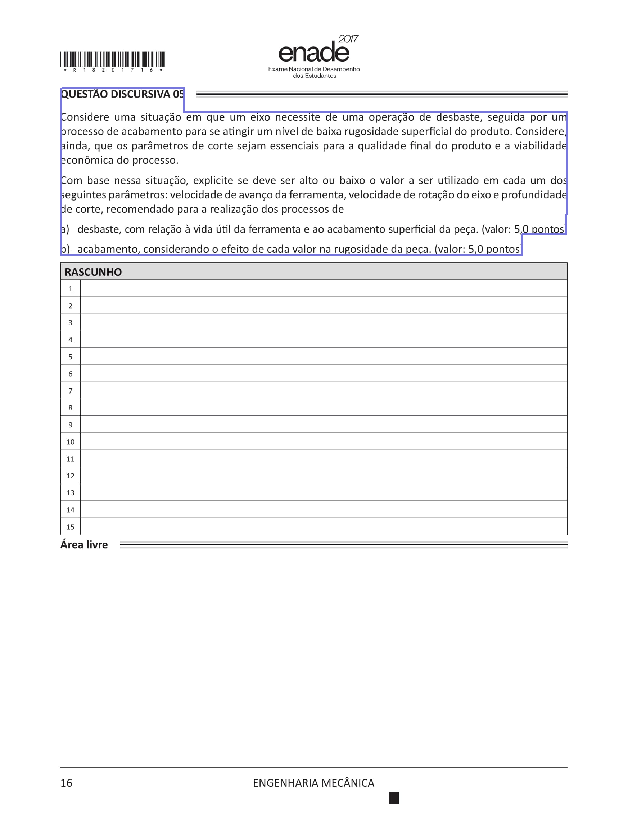 2017
enade
Exame Nacional de Desempenho
dos Estudantes
*R1820171 6*
QUESTÃO DISCURSIVA 05
Considere uma situação em que um eixo necessite de uma operação de desbaste, seguida por um
processo de acabamento para se atingir um nível de baixa rugosidade superficial do produto. Considere,
ainda, que os parâmetros de corte sejam essenciais para a qualidade final do produto e a viabilidade
econômica do processo.
Com base nessa situação, explicite se deve ser alto ou baixo o valor a ser utilizado em cada um dos
seguintes parâmetros: velocidade de avanço da ferramenta, velocidade de rotação do eixo e profundidade
de corte, recomendado para a realização dos processos de
a) desbaste, com relação à vida útil da ferramenta e ao acabamento superficial da peça. (valor: 5,0 pontos)
b) acabamento, considerando o efeito de cada valor na rugosidade da peça. (valor: 5,0 pontos)
RASCUNHO
1
2
3
4
5
6
7
8
9
10
11
12
13
14
15
Área livre
16 ENGENHARIA MECÂNICA